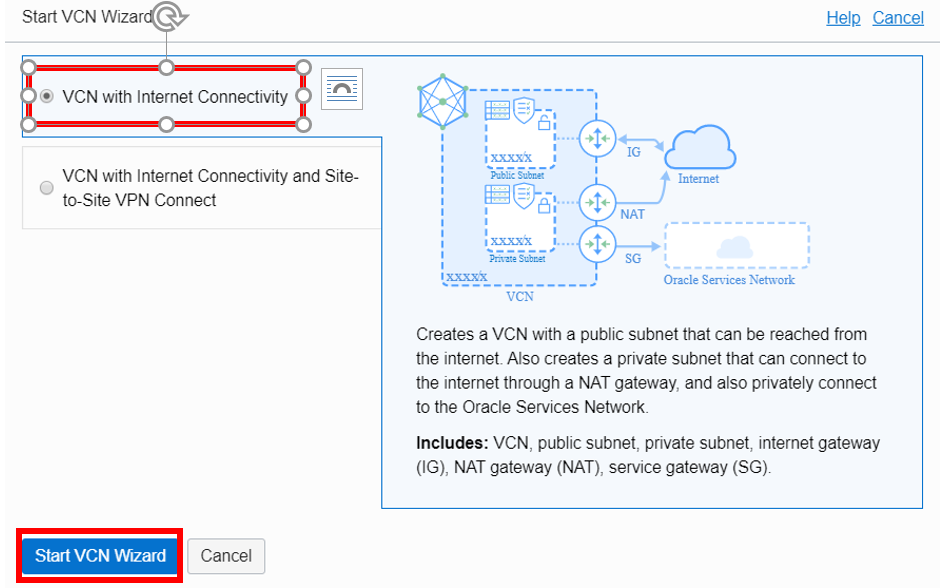 Start VCN Wizard
Help Cancel
VCN with Internet Connectivity
VCN with Internet Connectivity and Site-
to-Site VPN Connect
XXXX/X
Public Subnet
IG
Internet
NAT
XXXX/X
Private Subnet
SG
Oracle Services Network
XXXX/X
VCN
Creates a VCN with a public subnet that can be reached from
the internet. Also creates a private subnet that can connect to
the internet through a NAT gateway, and also privately connect
to the Oracle Services Network.
Includes: VCN, public subnet, private subnet, internet gateway
(IG), NAT gateway (NAT), service gateway (SG).
Start VCN Wizard
Cancel